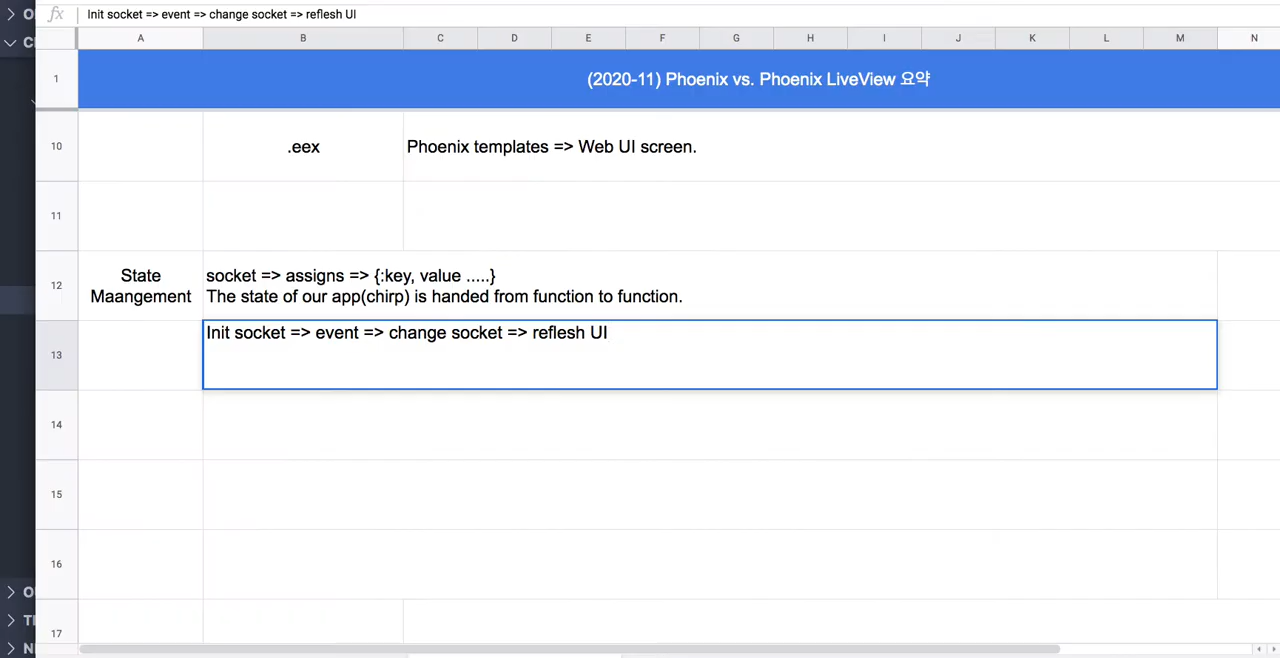 Init socket => event => change socket => reflesh UI
A B C D E F G H I J K L M N
1 (2020-11) Phoenix vs. Phoenix LiveView 요약
10 .eex Phoenix templates => Web UI screen.
11
12 State Maangement socket => assigns => {:key, value .....}
The state of our app(chirp) is handed from function to function.
13 Init socket => event => change socket => reflesh UI
14
15
16
17